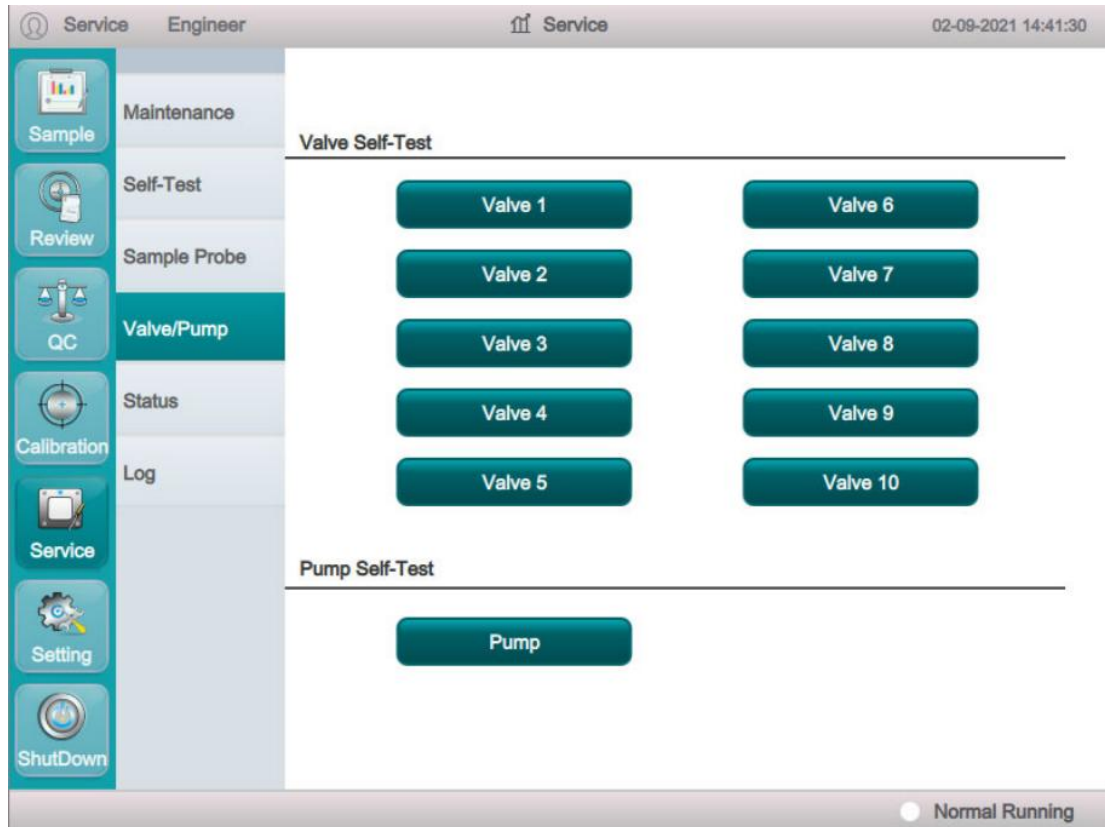 Service Engineer Service 02-09-2021 14:41:30
Sample
Review
QC
Calibration
Service
Setting
ShutDown
Maintenance
Self-Test
Sample Probe
Valve/Pump
Status
Log
Valve Self-Test
Valve 1 Valve 6
Valve 2 Valve 7
Valve 3 Valve 8
Valve 4 Valve 9
Valve 5 Valve 10
Pump Self-Test
Pump
Normal Running